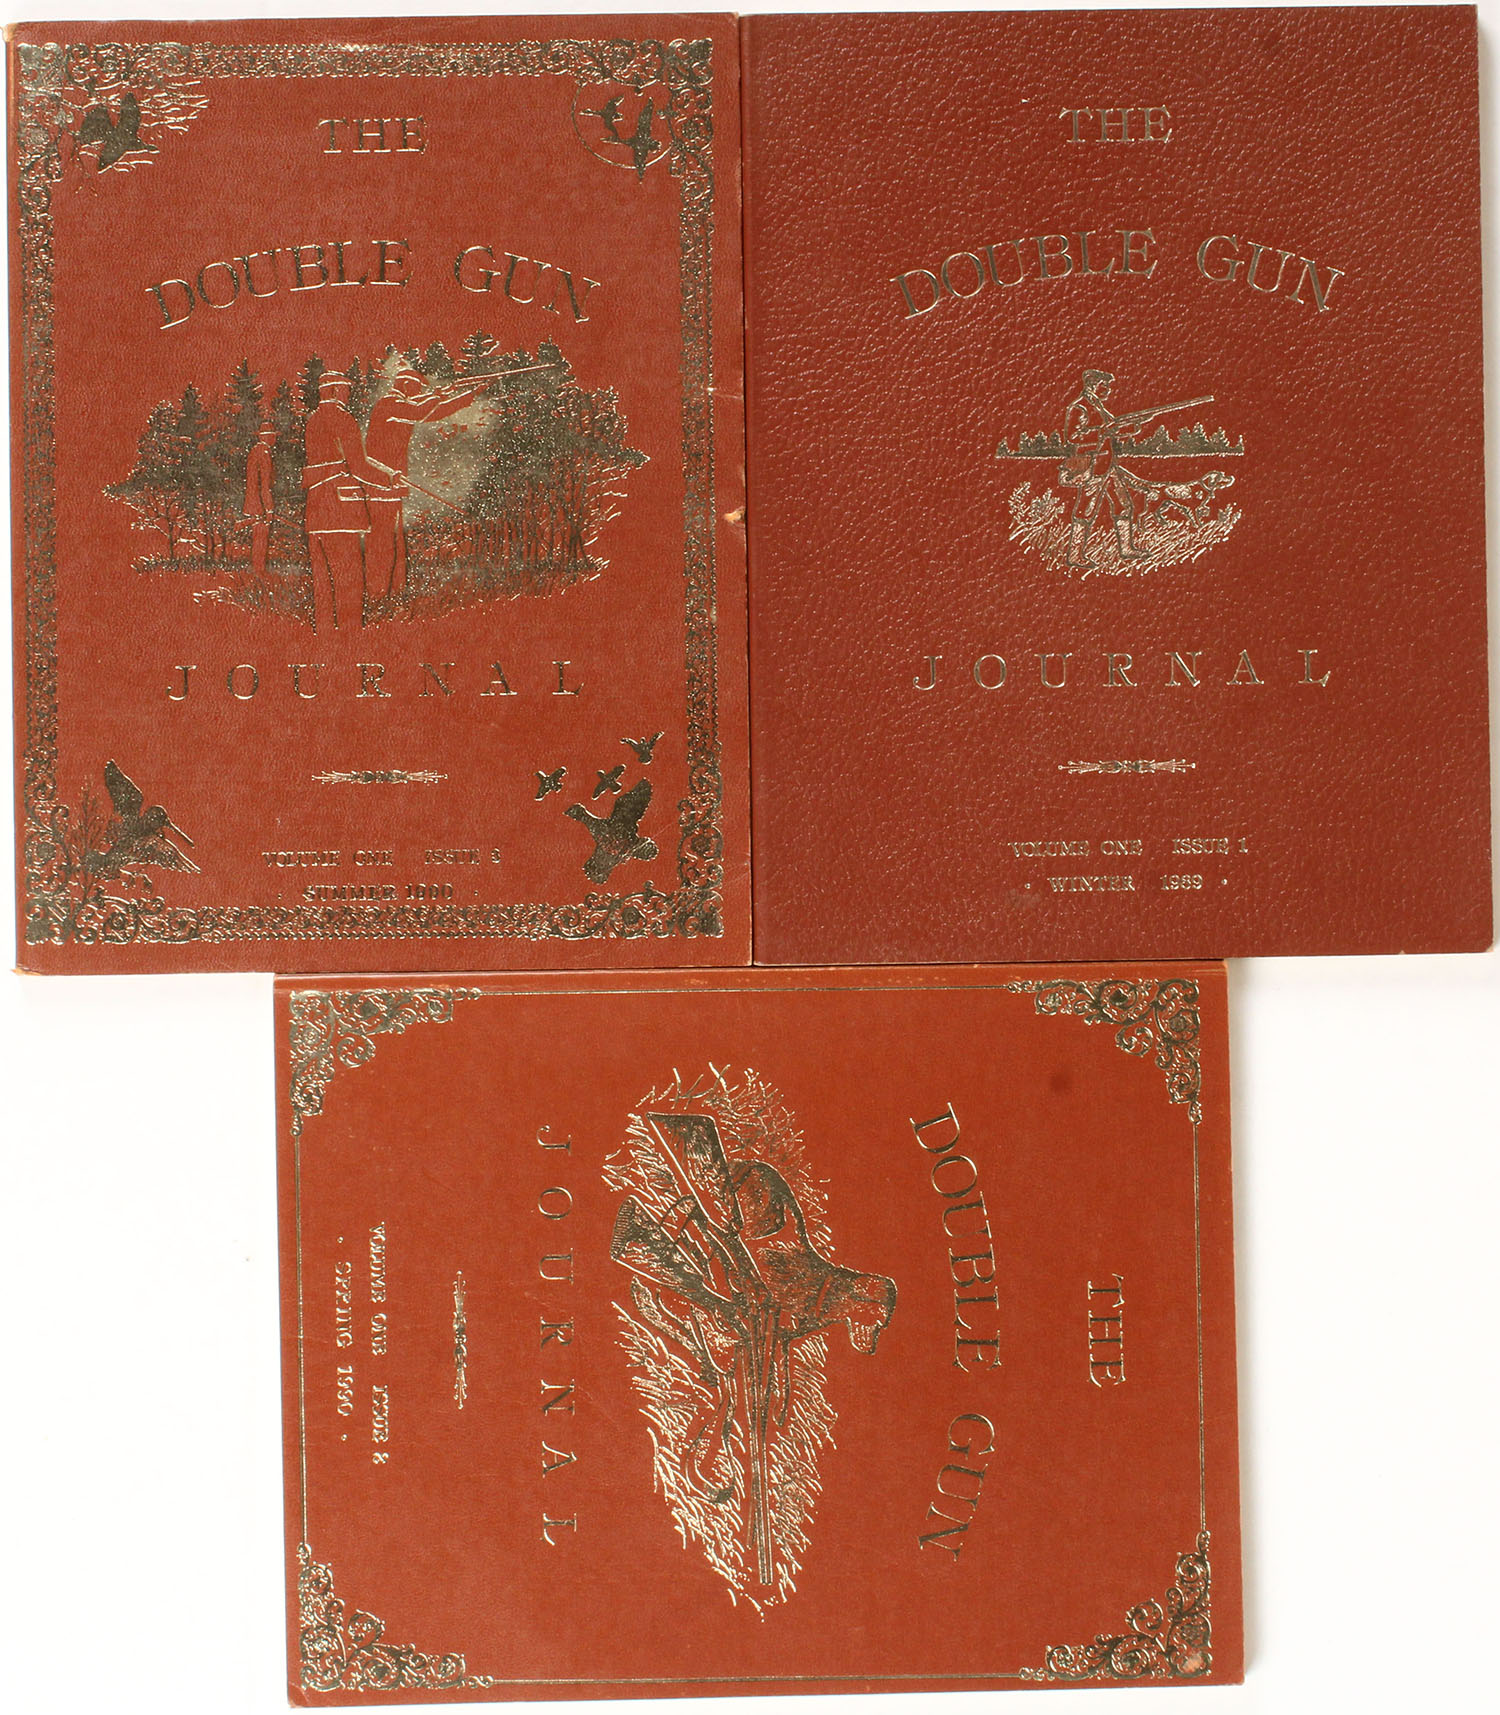 THE
DOUBLE GUN
JOURNAL
VOLUME ONE ISSUE 3
· SUMMER 1990 ·
THE
DOUBLE GUN
JOURNAL
VOLUME ONE ISSUE 1
· WINTER 1989 ·
THE
DOUBLE GUN
JOURNAL
VOLUME ONE ISSUE
· SPRING 1990 ·